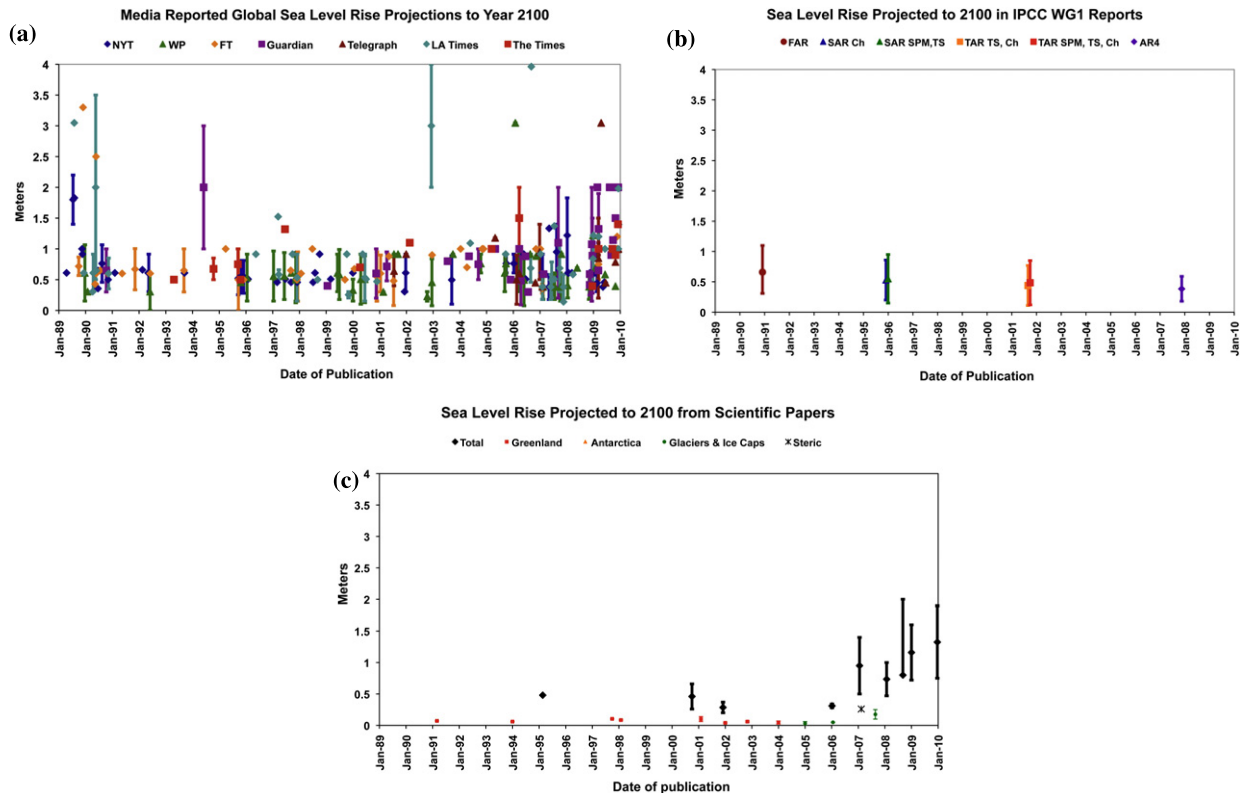 (a)
Media Reported Global Sea Level Rise Projections to Year 2100
NYT WP FT Guardian Telegraph LA Times The Times
4
3.5
3
2.5
2
1.5
1
0.5
0
Meters
Jan-89 Jan-90 Jan-91 Jan-92 Jan-93 Jan-94 Jan-95 Jan-96 Jan-97 Jan-98 Jan-99 Jan-00 Jan-01 Jan-02 Jan-03 Jan-04 Jan-05 Jan-06 Jan-07 Jan-08 Jan-09 Jan-10
Date of Publication
(b)
Sea Level Rise Projected to 2100 in IPCC WG1 Reports
FAR SAR Ch SAR SPM,TS TAR TS, Ch TAR SPM, TS, Ch AR4
4
3.5
3
2.5
2
1.5
1
0.5
0
Meters
Jan-89 Jan-90 Jan-91 Jan-92 Jan-93 Jan-94 Jan-95 Jan-96 Jan-97 Jan-98 Jan-99 Jan-00 Jan-01 Jan-02 Jan-03 Jan-04 Jan-05 Jan-06 Jan-07 Jan-08 Jan-09 Jan-10
Date of Publication
(c)
Sea Level Rise Projected to 2100 from Scientific Papers
Total Greenland Antarctica Glaciers & Ice Caps Steric
4
3.5
3
2.5
2
1.5
1
0.5
0
Meters
Jan-89 Jan-90 Jan-91 Jan-92 Jan-93 Jan-94 Jan-95 Jan-96 Jan-97 Jan-98 Jan-99 Jan-00 Jan-01 Jan-02 Jan-03 Jan-04 Jan-05 Jan-06 Jan-07 Jan-08 Jan-09 Jan-10
Date of publication